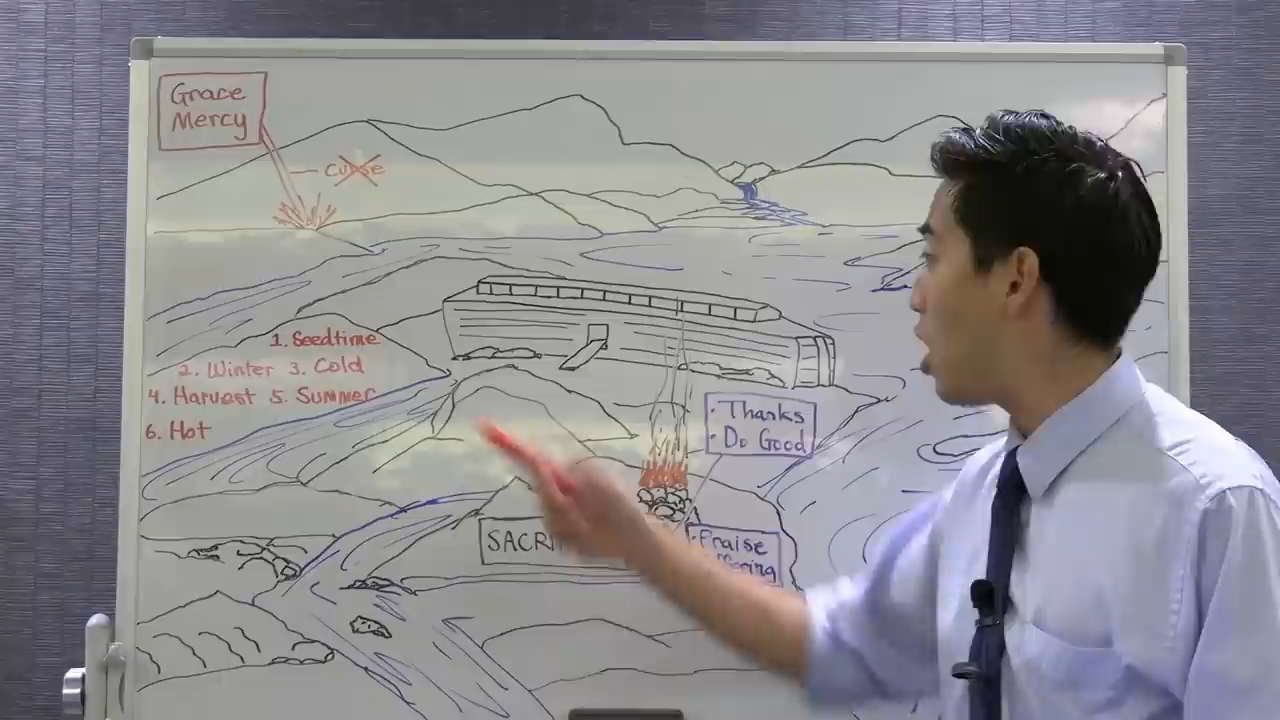 Grace
Mercy
Curse
1. Seedtime
2. Winter 3. Cold
4. Harvest 5. Summer
6. Hot
• Thanks
• Do Good
• Praise